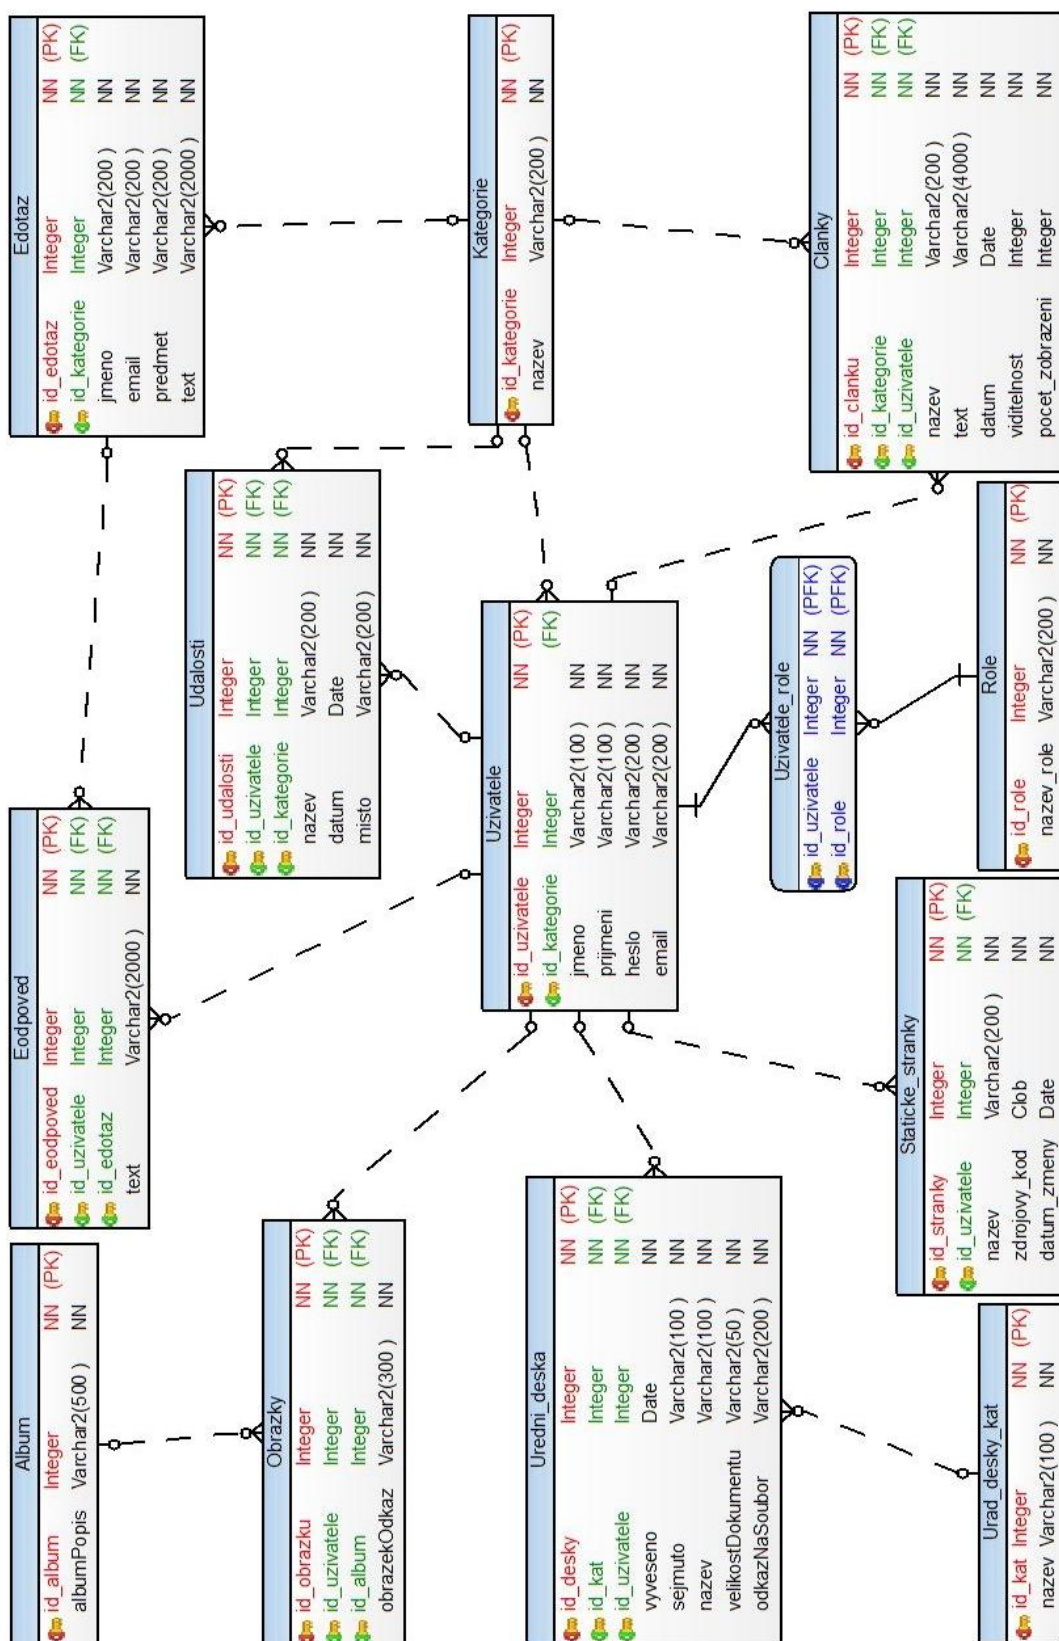 Album
id_album Integer NN (PK)
albumPopis Varchar2(500 ) NN
Eodpoved
id_eodpoved Integer NN (PK)
id_uzivatele Integer NN (FK)
id_edotaz Integer NN (FK)
text Varchar2(2000 ) NN
Edotaz
id_edotaz Integer NN (PK)
id_kategorie Integer NN (FK)
jmeno Varchar2(200 ) NN
email Varchar2(200 ) NN
predmet Varchar2(200 ) NN
text Varchar2(2000 ) NN
Obrazky
id_obrazku Integer NN (PK)
id_uzivatele Integer NN (FK)
id_album Integer NN (FK)
obrazekOdkaz Varchar2(300 ) NN
Udalosti
id_udalosti Integer NN (PK)
id_uzivatele Integer NN (FK)
id_kategorie Integer NN (FK)
nazev Varchar2(200 ) NN
datum Date NN
misto Varchar2(200 ) NN
Kategorie
id_kategorie Integer NN (PK)
nazev Varchar2(200 ) NN
Uredni_deska
id_desky Integer NN (PK)
id_kat Integer NN (FK)
id_uzivatele Integer NN (FK)
vyveseno Date NN
sejmuto Varchar2(100 ) NN
nazev Varchar2(100 ) NN
velikostDokumentu Varchar2(50 ) NN
odkazNaSoubor Varchar2(200 ) NN
Uzivatele
id_uzivatele Integer NN (PK)
id_kategorie Integer (FK)
jmeno Varchar2(100 ) NN
prijmeni Varchar2(100 ) NN
heslo Varchar2(200 ) NN
email Varchar2(200 ) NN
Uzivatele_role
id_uzivatele Integer NN (PFK)
id_role Integer NN (PFK)
Clanky
id_clanku Integer NN (PK)
id_kategorie Integer NN (FK)
id_uzivatele Integer NN (FK)
nazev Varchar2(200 ) NN
text Varchar2(4000 ) NN
datum Date NN
viditelnost Integer NN
pocet_zobrazeni Integer NN
Urad_desky_kat
id_kat Integer NN (PK)
nazev Varchar2(100 ) NN
Staticke_stranky
id_stranky Integer NN (PK)
id_uzivatele Integer NN (FK)
nazev Varchar2(200 ) NN
zdrojovy_kod Clob NN
datum_zmeny Date NN
Role
id_role Integer NN (PK)
nazev_role Varchar2(200 ) NN